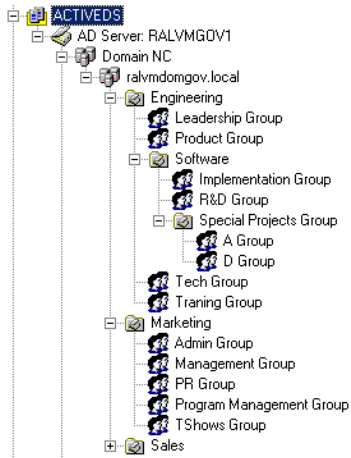 ACTIVEDS
AD Server: RALVMGOV1
Domain NC
ralvmdomgov.local
Engineering
Leadership Group
Product Group
Software
Implementation Group
R&D Group
Special Projects Group
A Group
D Group
Tech Group
Traning Group
Marketing
Admin Group
Management Group
PR Group
Program Management Group
TShows Group
Sales